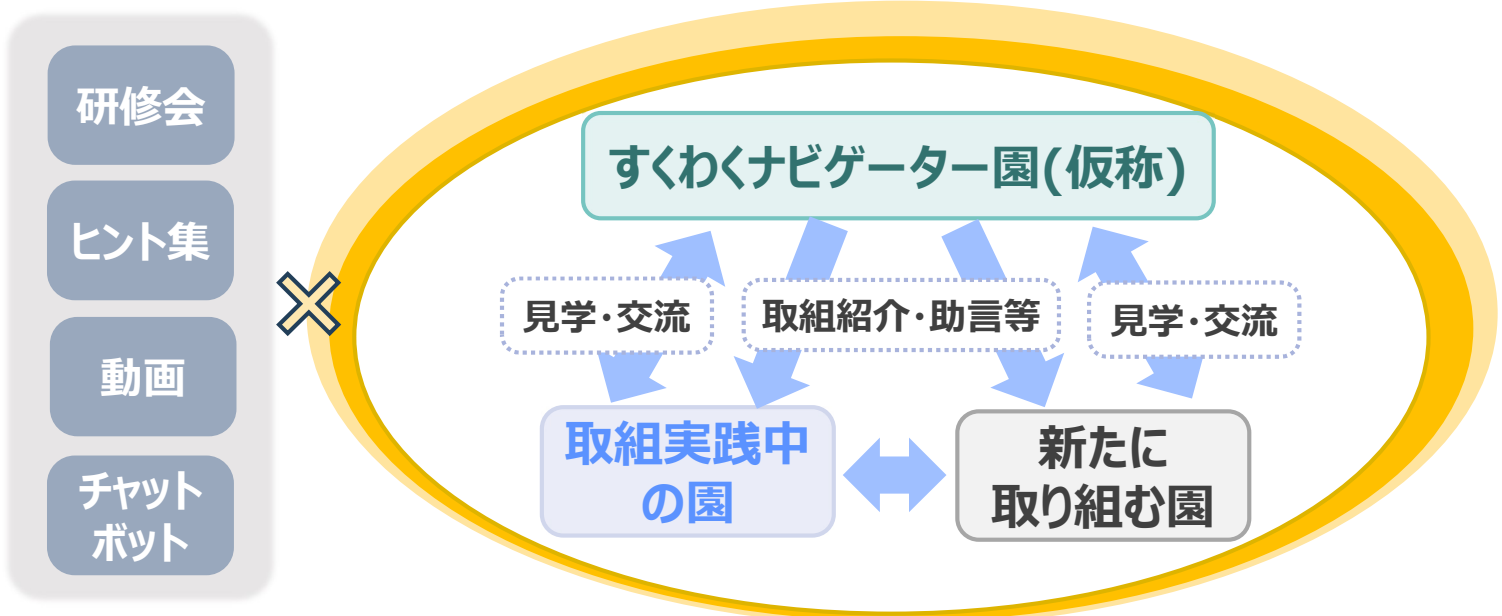 研修会
ヒント集
動画
チャット
ボット
すくわくナビゲーター園(仮称)
見学・交流
取組紹介・助言等
見学・交流
取組実践中
の園
新たに
取り組む園